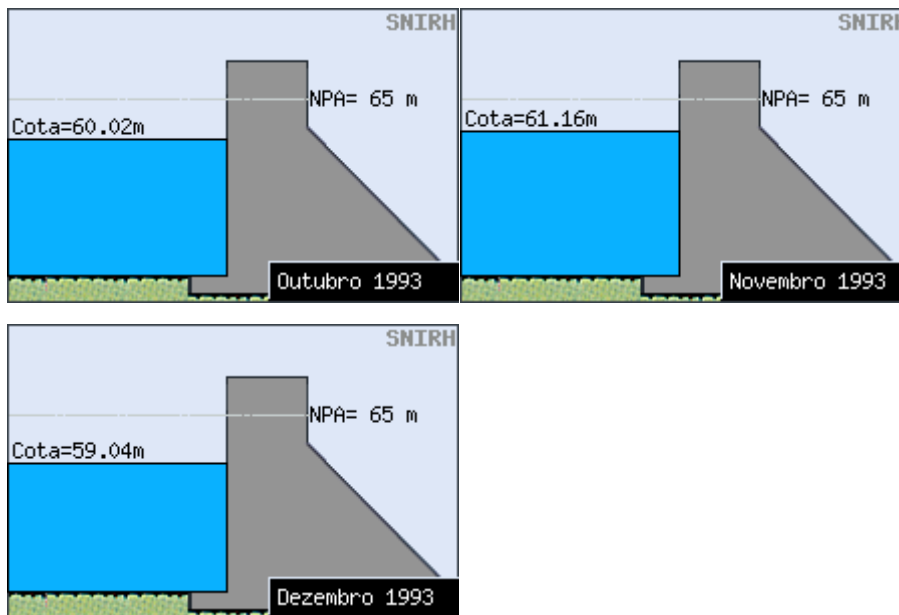 SNIRH
NPA= 65 m
Cota=60.02m
Outubro 1993
SNIRH
NPA= 65 m
Cota=61.16m
Novembro 1993
SNIRH
NPA= 65 m
Cota=59.04m
Dezembro 1993